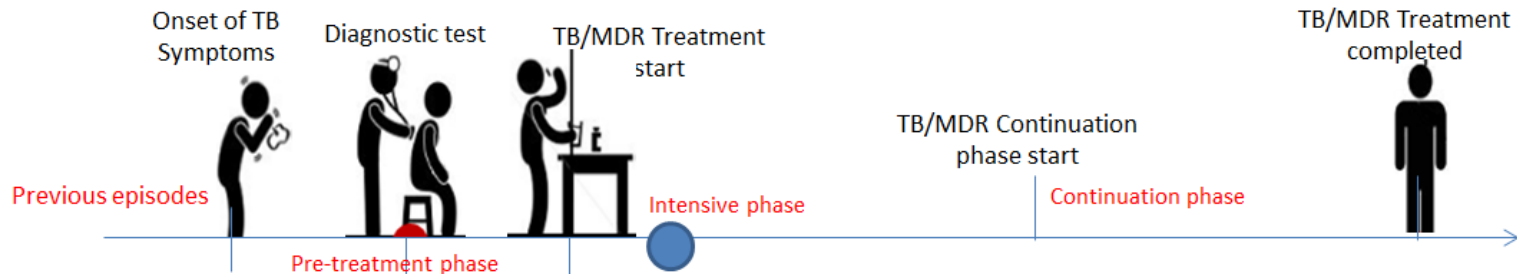 Onset of TB
Symptoms
Diagnostic test
TB/MDR Treatment
start
TB/MDR Treatment
completed
TB/MDR Continuation
phase start
Previous episodes
Intensive phase
Continuation phase
Pre-treatment phase